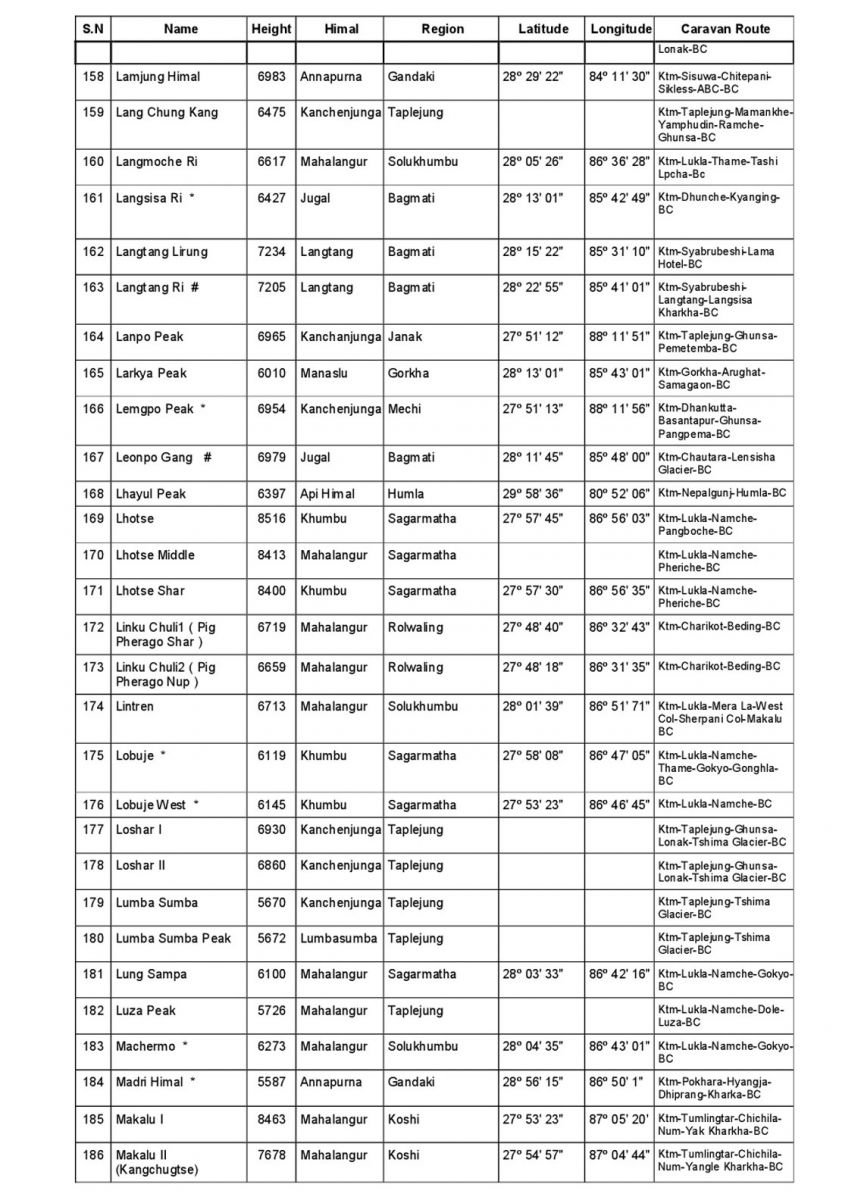 S.N Name Height Himal Region Latitude Longitude Caravan Route
Lonak-BC
158 Lamjung Himal 6983 Annapurna Gandaki 28º 29' 22" 84º 11' 30" Ktm-Sisuwa-Chitepani-
Sikless-ABC-BC
159 Lang Chung Kang 6475 Kanchenjunga Taplejung Ktm-Taplejung-Mamankhe-
Yamphudin-Ramche-
Ghunsa-BC
160 Langmoche Ri 6617 Mahalangur Solukhumbu 28º 05' 26" 86º 36' 28" Ktm-Lukla-Thame-Tashi
Lpcha-Bc
161 Langsisa Ri * 6427 Jugal Bagmati 28º 13' 01" 85º 42' 49" Ktm-Dhunche-Kyanging-
BC
162 Langtang Lirung 7234 Langtang Bagmati 28º 15' 22" 85º 31' 10" Ktm-Syabrubeshi-Lama
Hotel-BC
163 Langtang Ri # 7205 Langtang Bagmati 28º 22' 55" 85º 41' 01" Ktm-Syabrubeshi-
Langtang-Langsisa
Kharkha-BC
164 Lanpo Peak 6965 Kanchanjunga Janak 27º 51' 12" 88º 11' 51" Ktm-Taplejung-Ghunsa-
Pemetemba-BC
165 Larkya Peak 6010 Manaslu Gorkha 28º 13' 01" 85º 43' 01" Ktm-Gorkha-Arughat-
Samagaon-BC
166 Lemgpo Peak * 6954 Kanchenjunga Mechi 27º 51' 13" 88º 11' 56" Ktm-Dhankutta-
Basantapur-Ghunsa-
Pangpema-BC
167 Leonpo Gang # 6979 Jugal Bagmati 28º 11' 45" 85º 48' 00" Ktm-Chautara-Lensisha
Glacier-BC
168 Lhayul Peak 6397 Api Himal Humla 29º 58' 36" 80º 52' 06" Ktm-Nepalgunj-Humla-BC
169 Lhotse 8516 Khumbu Sagarmatha 27º 57' 45" 86º 56' 03" Ktm-Lukla-Namche-
Pangboche-BC
170 Lhotse Middle 8413 Mahalangur Sagarmatha Ktm-Lukla-Namche-
Pheriche-BC
171 Lhotse Shar 8400 Khumbu Sagarmatha 27º 57' 30" 86º 56' 35" Ktm-Lukla-Namche-
Pheriche-BC
172 Linku Chuli1 ( Pig 6719 Mahalangur Rolwaling 27º 48' 40" 86º 32' 43" Ktm-Charikot-Beding-BC
Pherago Shar )
173 Linku Chuli2 ( Pig 6659 Mahalangur Rolwaling 27º 48' 18" 86º 31' 35" Ktm-Charikot-Beding-BC
Pherago Nup )
174 Lintren 6713 Mahalangur Solukhumbu 28º 01' 39" 86º 51' 71" Ktm-Lukla-Mera La-West
Col-Sherpani Col-Makalu
BC
175 Lobuje * 6119 Khumbu Sagarmatha 27º 58' 08" 86º 47' 05" Ktm-Lukla-Namche-
Thame-Gokyo-Gonghla-
BC
176 Lobuje West * 6145 Khumbu Sagarmatha 27º 53' 23" 86º 46' 45" Ktm-Lukla-Namche-BC
177 Loshar I 6930 Kanchenjunga Taplejung Ktm-Taplejung-Ghunsa-
Lonak-Tshima Glacier-BC
178 Loshar II 6860 Kanchenjunga Taplejung Ktm-Taplejung-Ghunsa-
Lonak-Tshima Glacier-BC
179 Lumba Sumba 5670 Kanchenjunga Taplejung Ktm-Taplejung-Tshima
Glacier-BC
180 Lumba Sumba Peak 5672 Lumbasumba Taplejung Ktm-Taplejung-Tshima
Glacier-BC
181 Lung Sampa 6100 Mahalangur Sagarmatha 28º 03' 33" 86º 42' 16" Ktm-Lukla-Namche-Gokyo-
BC
182 Luza Peak 5726 Mahalangur Taplejung Ktm-Lukla-Namche-Dole-
Luza-BC
183 Machermo * 6273 Mahalangur Solukhumbu 28º 04' 35" 86º 43' 01" Ktm-Lukla-Namche-Gokyo-
BC
184 Madri Himal * 5587 Annapurna Gandaki 28º 56' 15" 86º 50' 1" Ktm-Pokhara-Hyangja-
Dhiprang-Kharka-BC
185 Makalu I 8463 Mahalangur Koshi 27º 53' 23" 87º 05' 20' Ktm-Tumlingtar-Chichila-
Num-Yak Kharkha-BC
186 Makalu II 7678 Mahalangur Koshi 27º 54' 57" 87º 04' 44" Ktm-Tumlingtar-Chichila-
(Kangchugtse) Num-Yangle Kharkha-BC